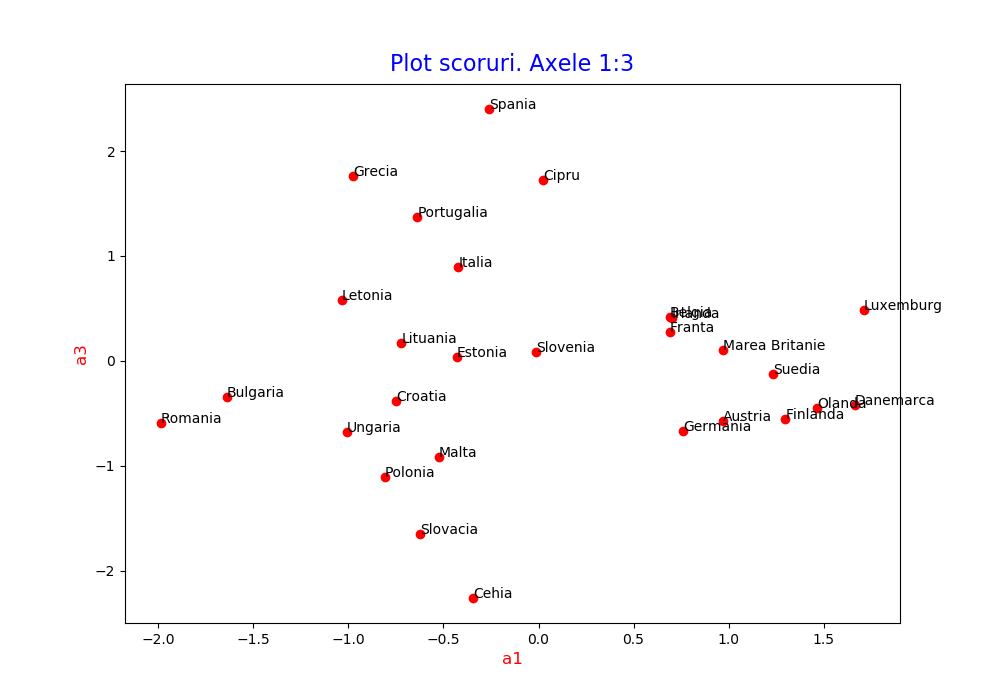 Plot scoruri. Axele 1:3
Spania
Grecia
Cipru
Portugalia
Italia
Letonia
Luxemburg
Belgia
Irlanda
Franta
Lituania
Marea Britanie
Slovenia
Estonia
Suedia
Bulgaria
Croatia
Danemarca
Olanda
Romania
Austria
Finlanda
Ungaria
Germania
Malta
Polonia
Slovacia
Cehia
2
1
0
−1
−2
a3
−2.0 −1.5 −1.0 −0.5 0.0 0.5 1.0 1.5
a1